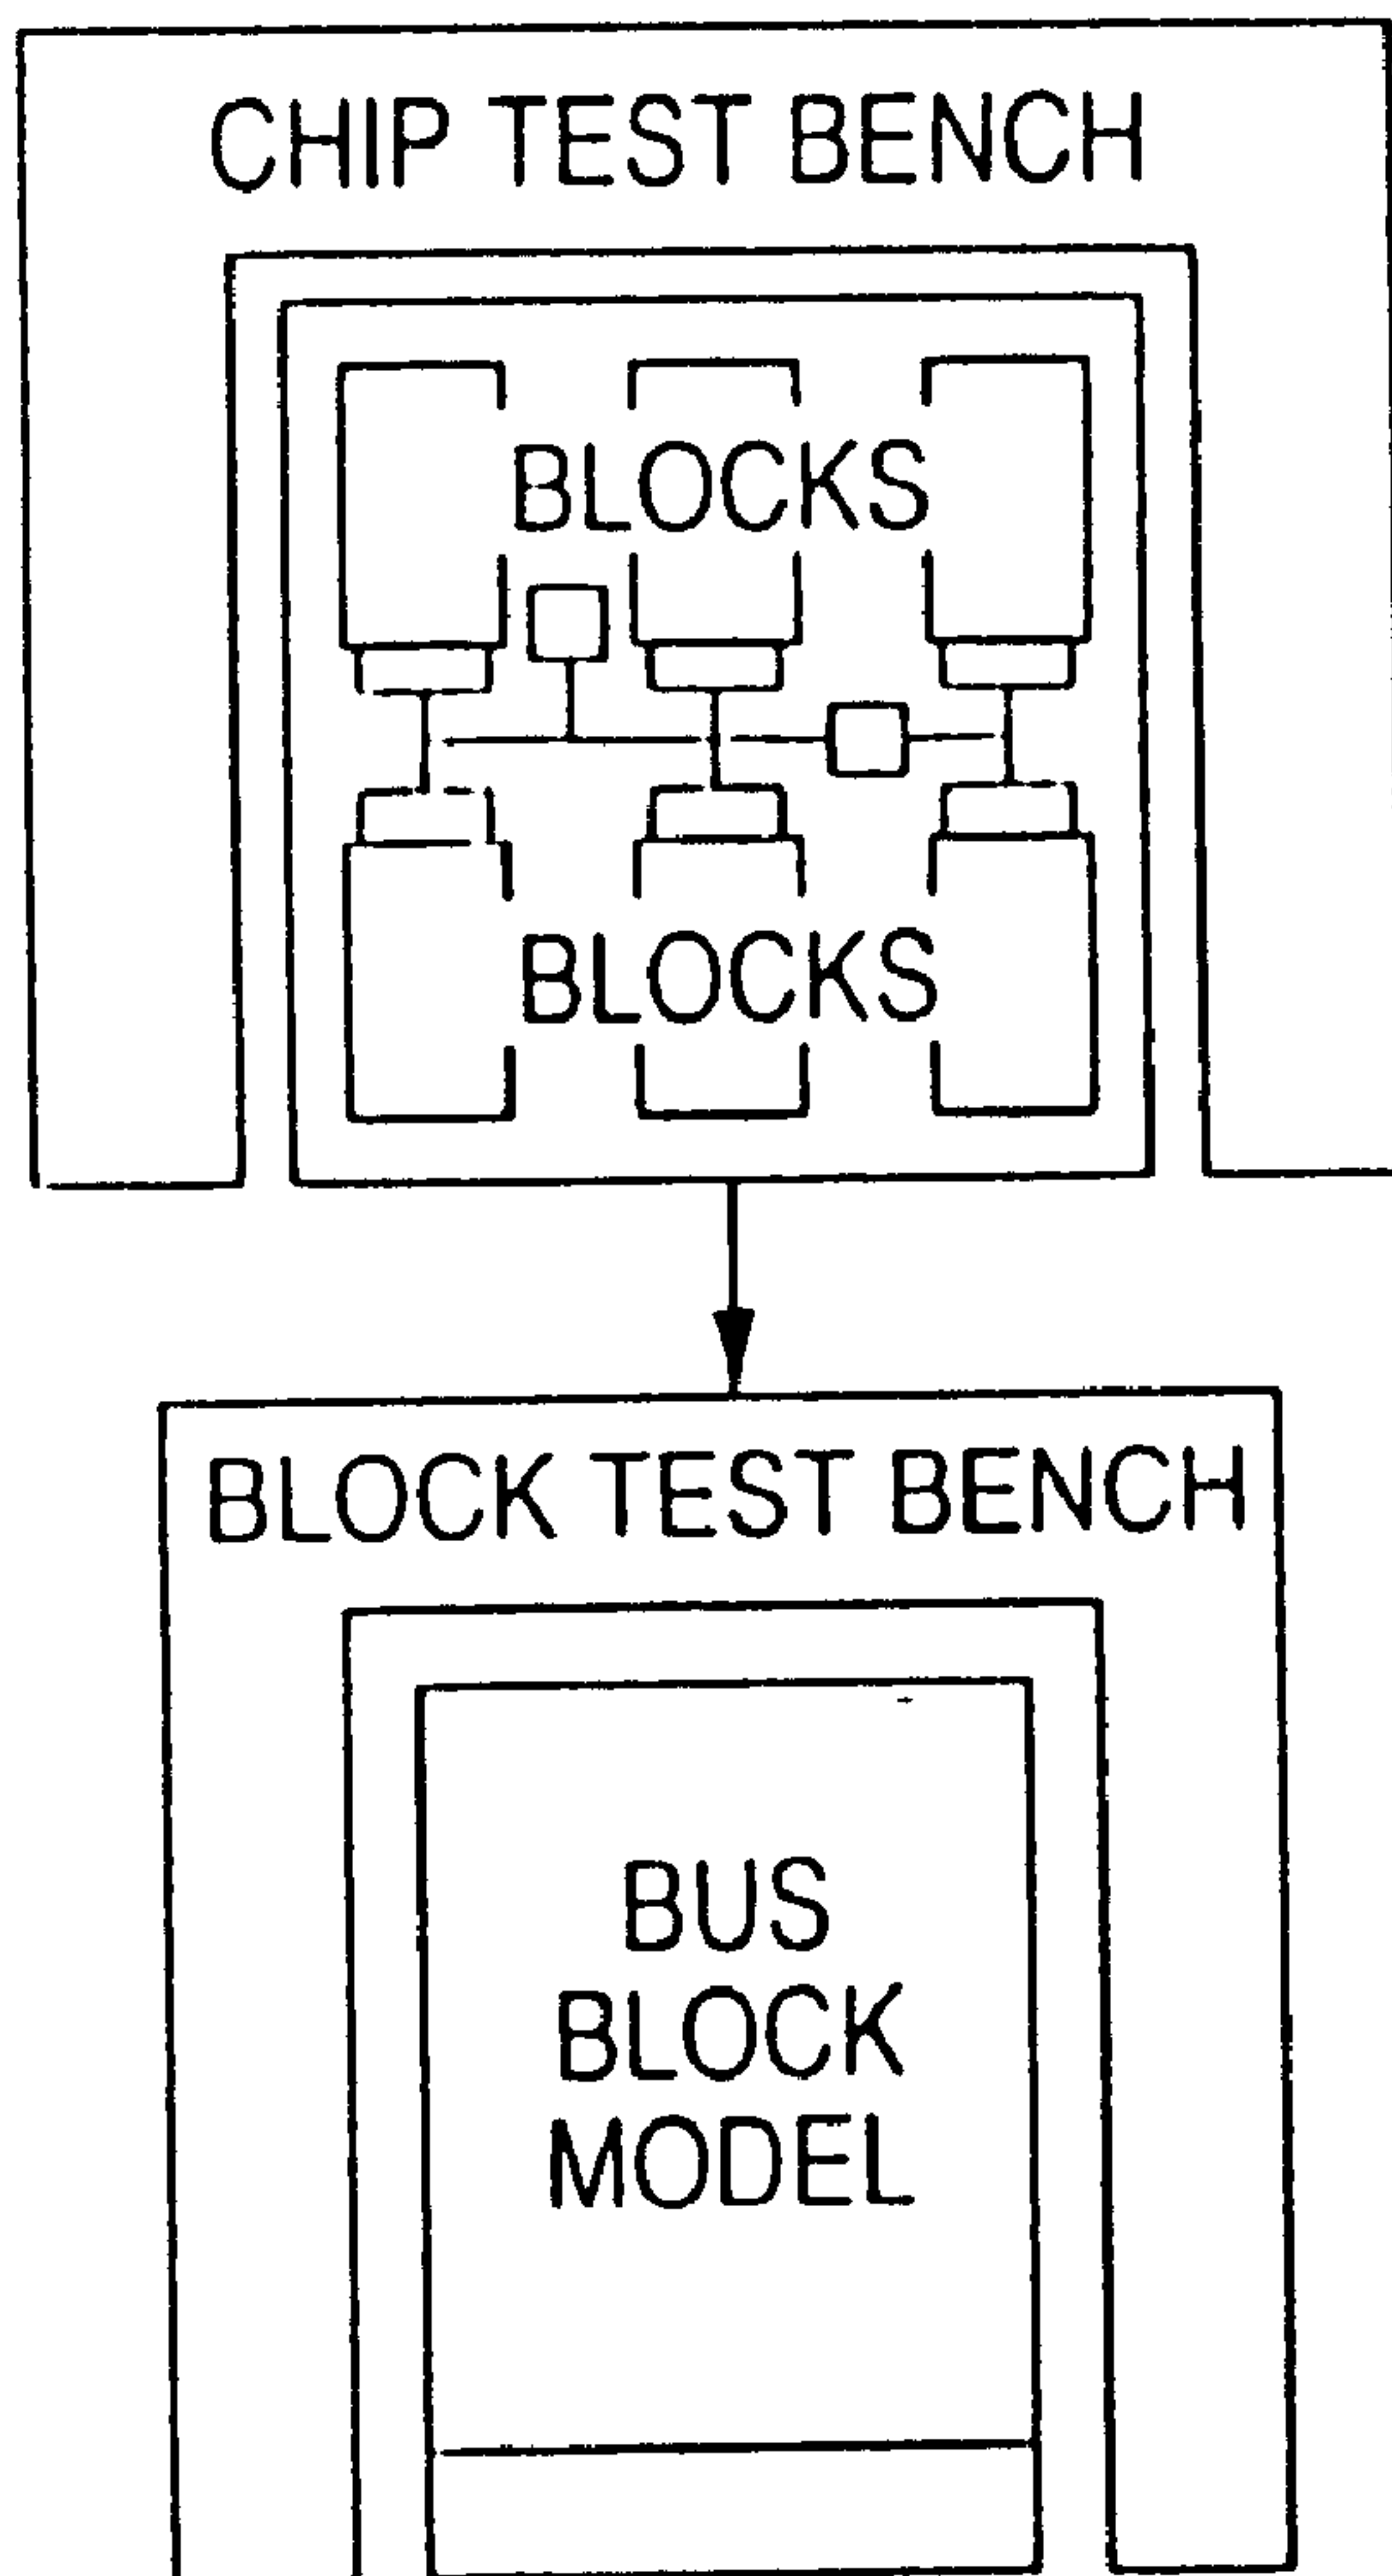 CHIP TEST BENCH
BLOCKS
BLOCKS
BLOCK TEST BENCH
BUS
BLOCK
MODEL